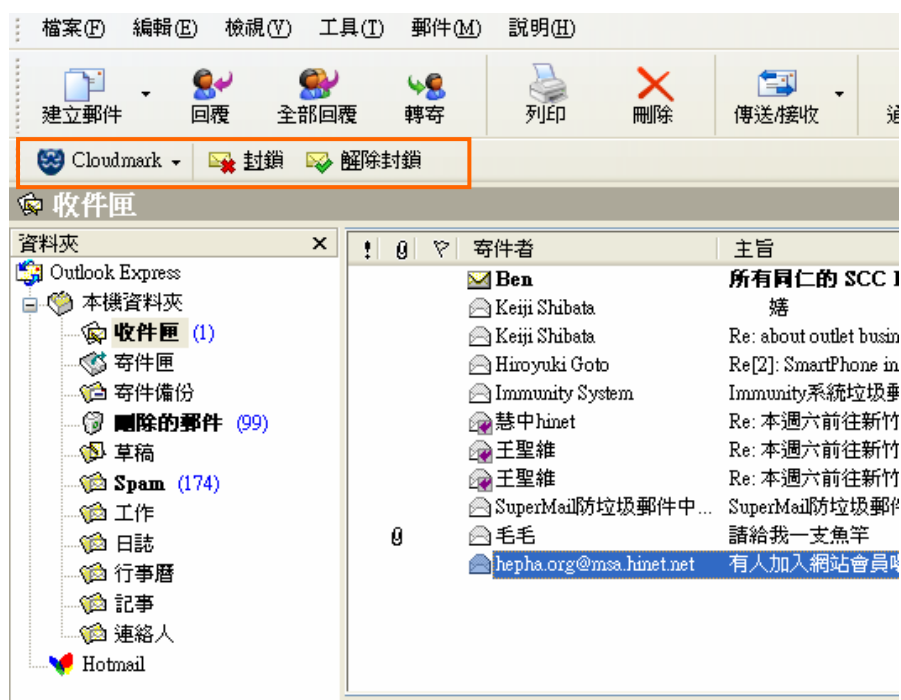 檔案(F) 編輯(E) 檢視(V) 工具(T) 郵件(M) 說明(H)
建立郵件 回覆 全部回覆 轉寄 列印 刪除 傳送/接收
Cloudmark 封鎖 解除封鎖
收件匣
資料夾 × ! 寄件者 主旨
Outlook Express
Ben 所有同仁的 SCC
本機資料夾
Keiji Shibata
收件匣 (1)
Keiji Shibata Re: about outlet busin
寄件匣
Hiroyuki Goto Re[2]: SmartPhone in
寄件備份
Immunity System Immunity系統垃圾郵
刪除的郵件 (99)
慧中hinet Re: 本週六前往新竹
草稿
王聖維 Re: 本週六前往新竹
Spam (174)
王聖維 Re: 本週六前往新竹
工作
SuperMail防垃圾郵件中... SuperMail防垃圾郵件
日誌
毛毛 請給我一支魚竿
行事曆
hepha.org@msa.hinet.net 有人加入網站會員
記事
連絡人
Hotmail